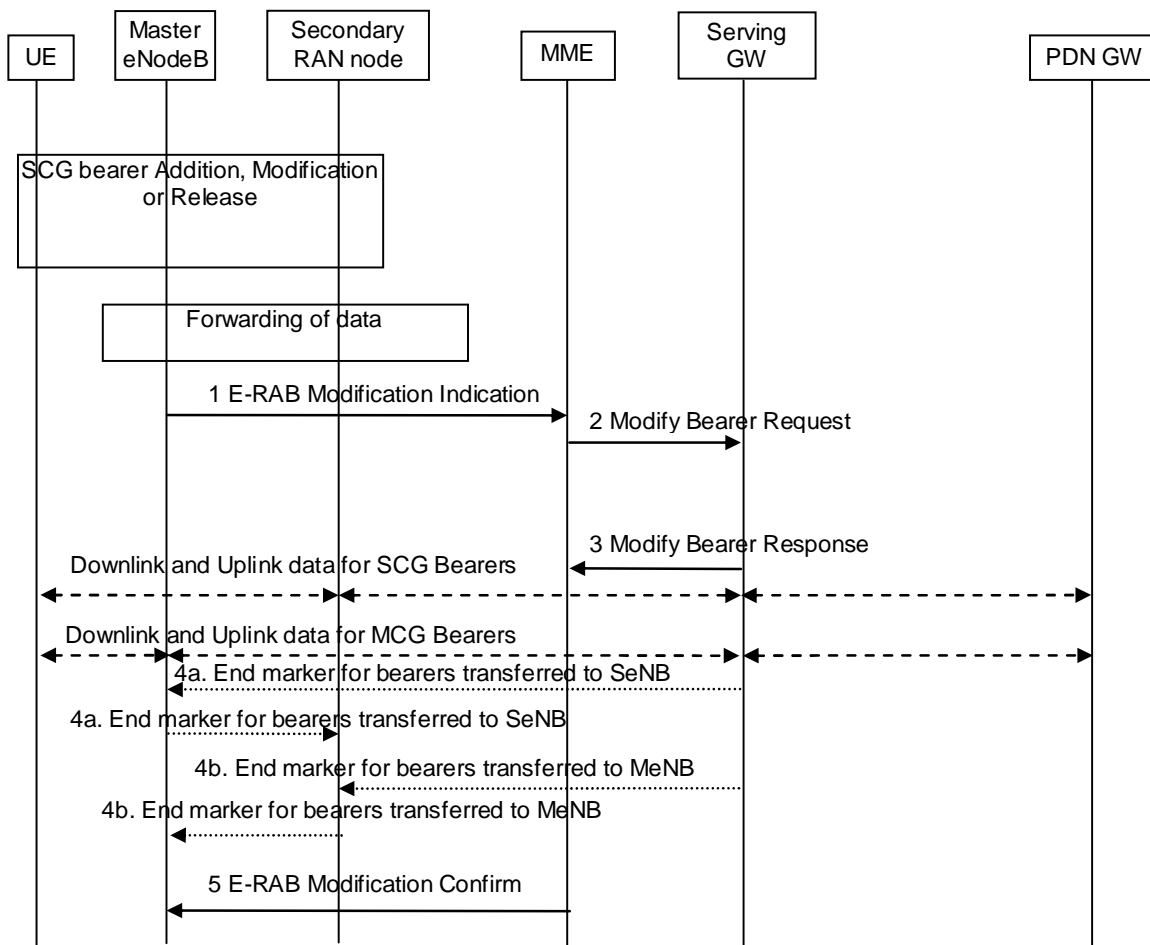 UE
Master
eNodeB
Secondary
RAN node
MME
Serving
GW
PDN GW
SCG bearer Addition, Modification
or Release
Forwarding of data
1 E-RAB Modification Indication
2 Modify Bearer Request
3 Modify Bearer Response
Downlink and Uplink data for SCG Bearers
Downlink and Uplink data for MCG Bearers
4a. End marker for bearers transferred to SeNB
4a. End marker for bearers transferred to SeNB
4b. End marker for bearers transferred to MeNB
4b. End marker for bearers transferred to MeNB
5 E-RAB Modification Confirm